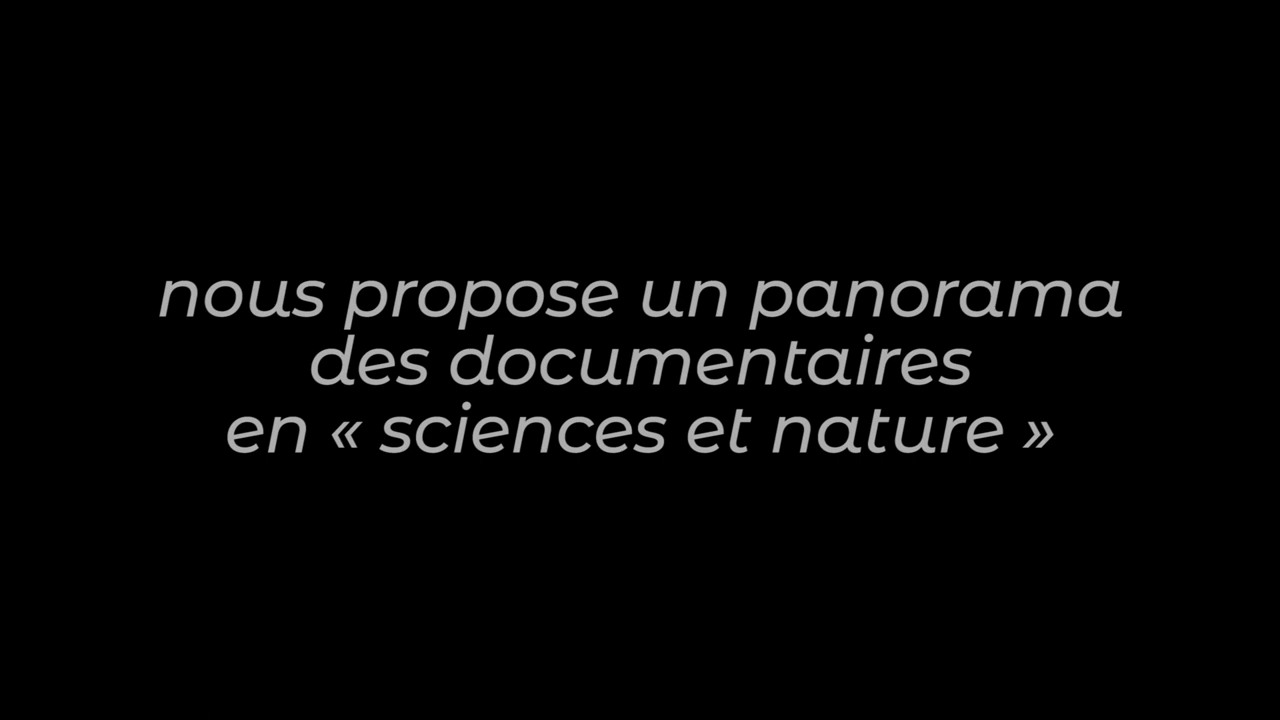 nous propose un panorama
des documentaires
en « sciences et nature »